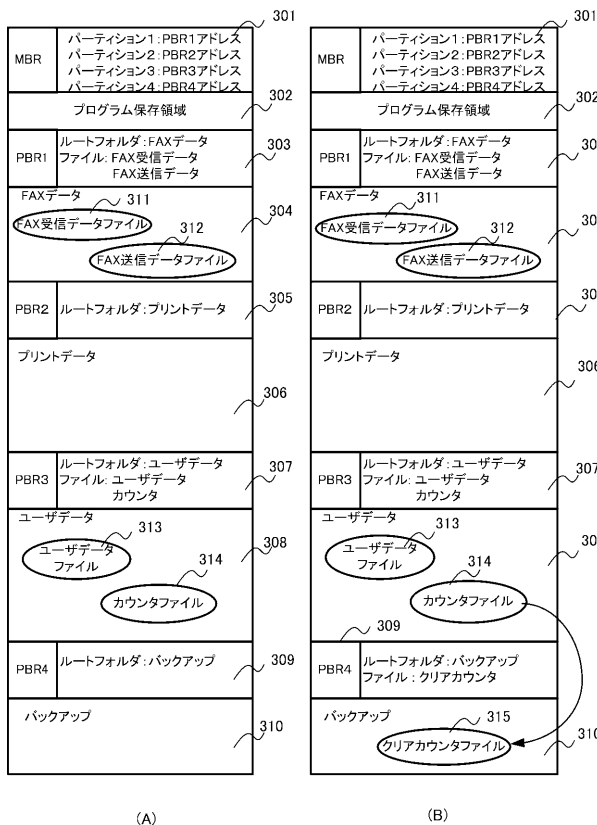 301
MBR
パーティション1:PBR1アドレス
パーティション2:PBR2アドレス
パーティション3:PBR3アドレス
パーティション4:PBR4アドレス
302
プログラム保存領域
303
PBR1
ルートフォルダ:FAXデータ
ファイル:FAX受信データ
FAX送信データ
304
FAXデータ
311
FAX受信データファイル
312
FAX送信データファイル
305
PBR2
ルートフォルダ:プリントデータ
プリントデータ
306
307
PBR3
ルートフォルダ:ユーザデータ
ファイル:ユーザデータ
カウンタ
ユーザデータ
308
313
ユーザデータ
ファイル
314
カウンタファイル
309
PBR4
ルートフォルダ:バックアップ
バックアップ
310
(A)
301
MBR
パーティション1:PBR1アドレス
パーティション2:PBR2アドレス
パーティション3:PBR3アドレス
パーティション4:PBR4アドレス
302
プログラム保存領域
PBR1
ルートフォルダ:FAXデータ
ファイル:FAX受信データ
FAX送信データ
FAXデータ
311
FAX受信データファイル
312
FAX送信データファイル
PBR2
ルートフォルダ:プリントデータ
プリントデータ
306
307
PBR3
ルートフォルダ:ユーザデータ
ファイル:ユーザデータ
カウンタ
ユーザデータ
313
ユーザデータ
ファイル
314
カウンタファイル
309
PBR4
ルートフォルダ:バックアップ
ファイル:クリアカウンタ
バックアップ
315
クリアカウンタファイル
310
(B)